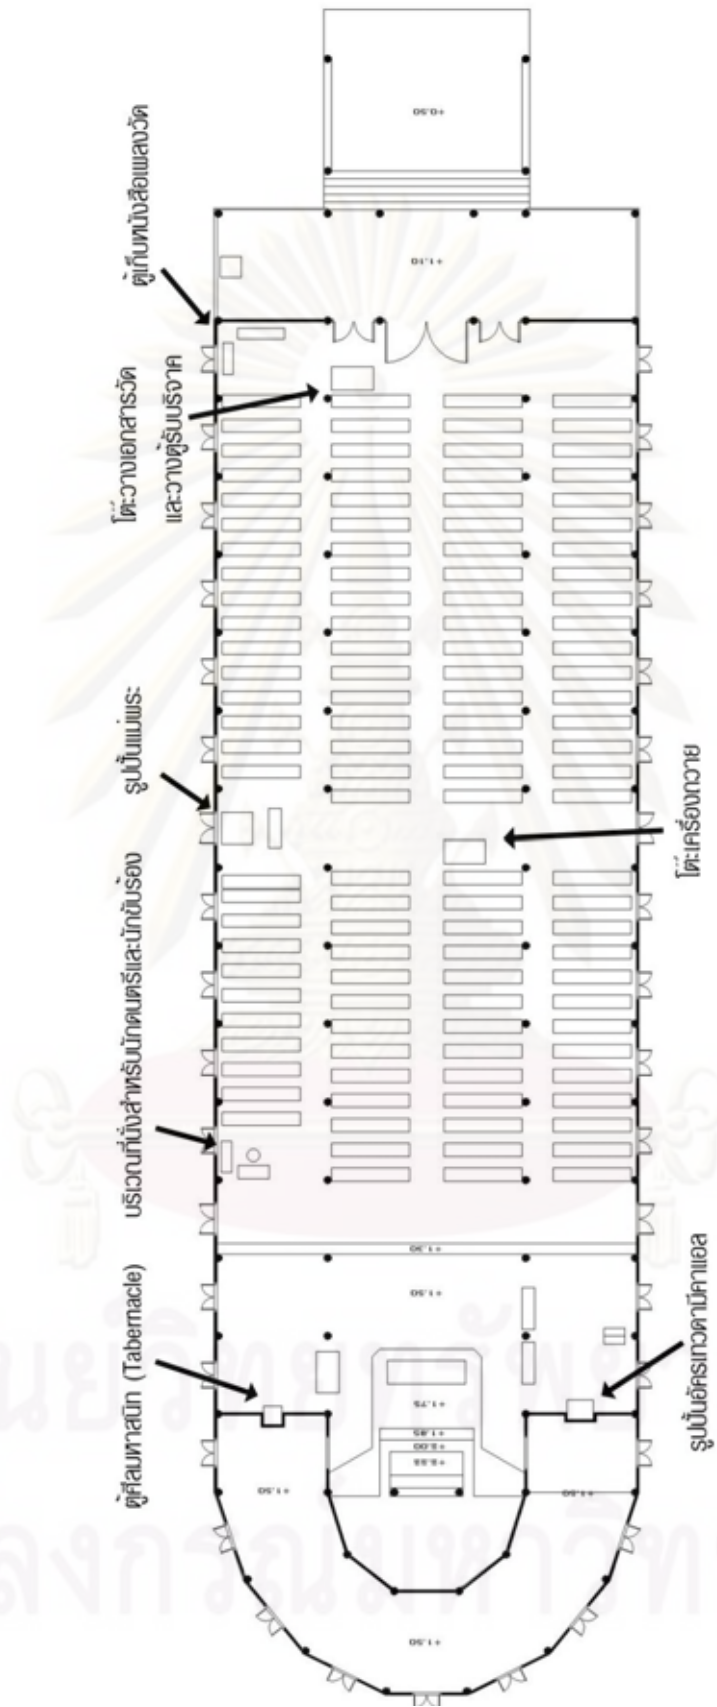 +0.50
ตู้เก็บหนังสือเพลงวัด
+1.10
โต๊ะวางเอกสารวัด
และวางตู้รับบริจาค
รูปปั้นแม่พระ
โต๊ะเครื่องถวาย
บริเวณที่นั่งสำหรับนักดนตรีและนักขับร้อง
+1.30
+1.50
ตู้ศีลมหาสนิท (Tabernacle)
รูปปั้นอัครเทวดามีคาแอล
+1.75
+1.85
+2.00
+1.50
+1.50
+1.50